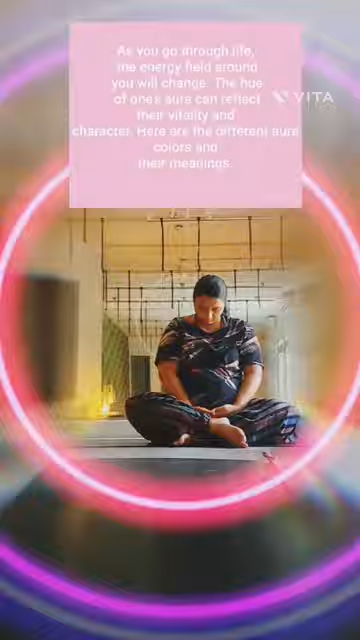 As you go through life,
the energy field around
you will change. The hue
of one's aura can reflect
their vitality and
character. Here are the different aura
colors and
their meanings.
VITA